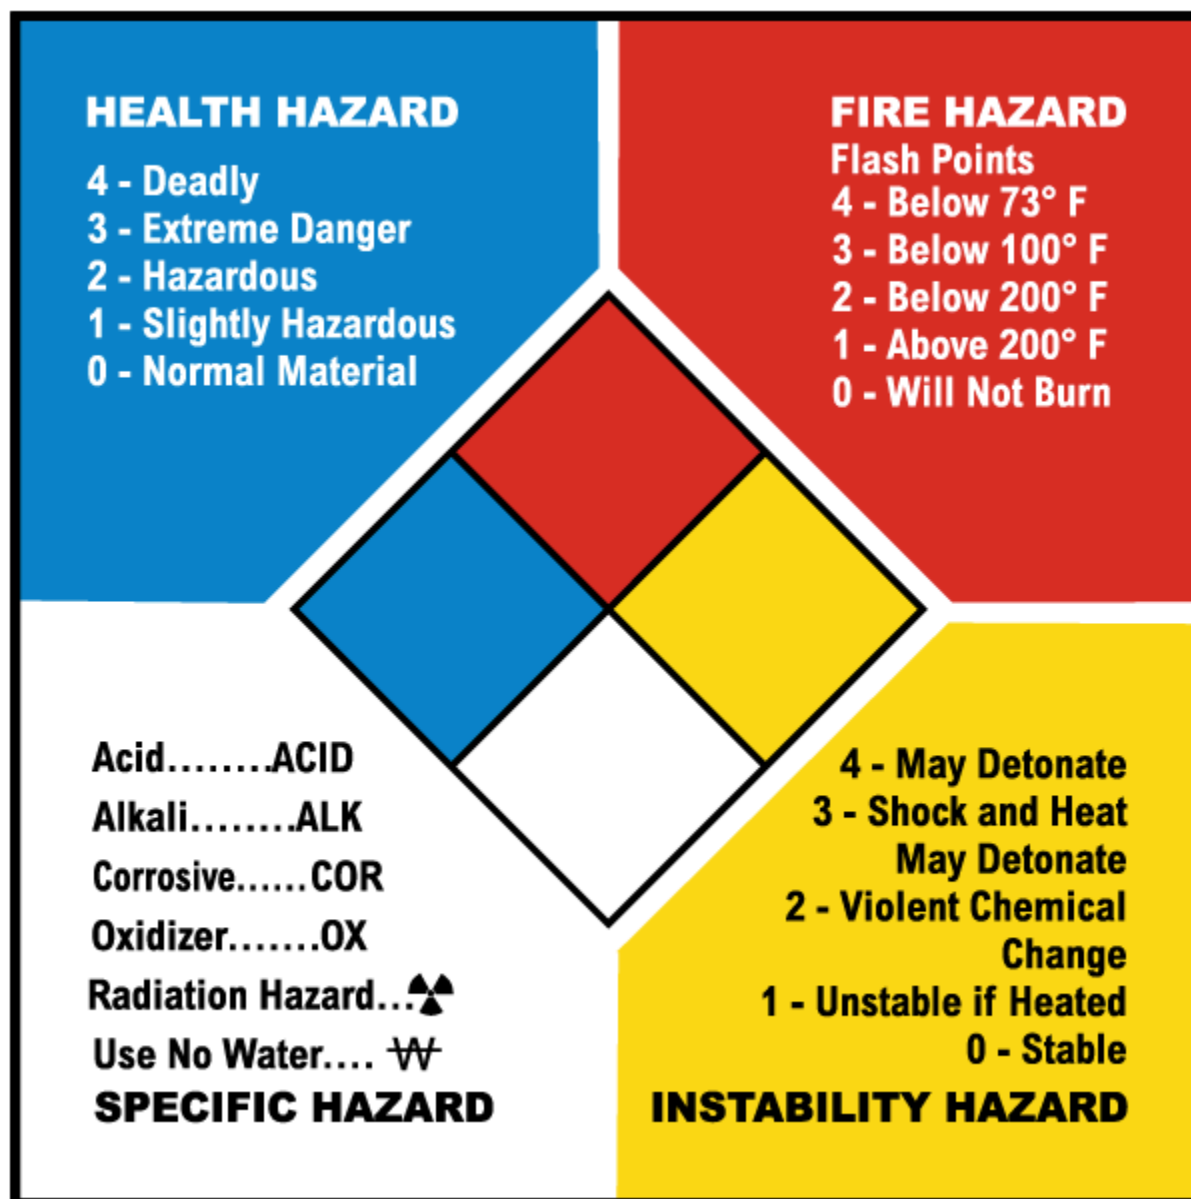 HEALTH HAZARD
4 - Deadly
3 - Extreme Danger
2 - Hazardous
1 - Slightly Hazardous
0 - Normal Material
FIRE HAZARD
Flash Points
4 - Below 73° F
3 - Below 100° F
2 - Below 200° F
1 - Above 200° F
0 - Will Not Burn
Acid........ACID
Alkali........ALK
Corrosive......COR
Oxidizer.......OX
Radiation Hazard...☢
Use No Water.... W̶
SPECIFIC HAZARD
4 - May Detonate
3 - Shock and Heat
May Detonate
2 - Violent Chemical
Change
1 - Unstable if Heated
0 - Stable
INSTABILITY HAZARD